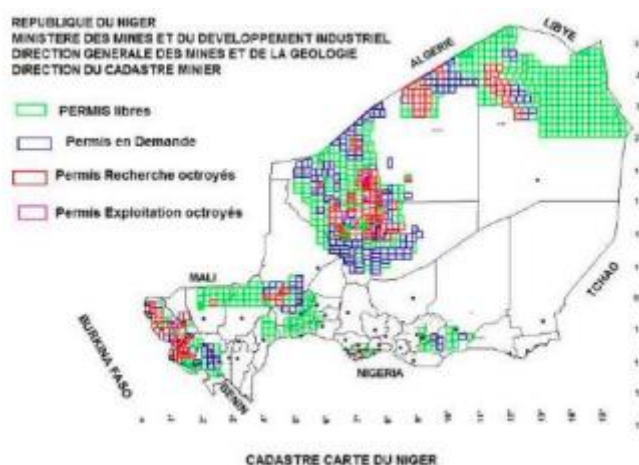 REPUBLIQUE DU NIGER
MINISTERE DES MINES ET DU DEVELOPPEMENT INDUSTRIEL
DIRECTION GENERALE DES MINES ET DE LA GEOLOGIE
DIRECTION DU CADASTRE MINIER
PERMIS libres
Permis en Demande
Permis Recherche octroyés
Permis Exploitation octroyés
ALGERIE
LIBYE
MALI
TCHAD
BURKINA FASO
BENIN
NIGERIA
CADASTRE CARTE DU NIGER